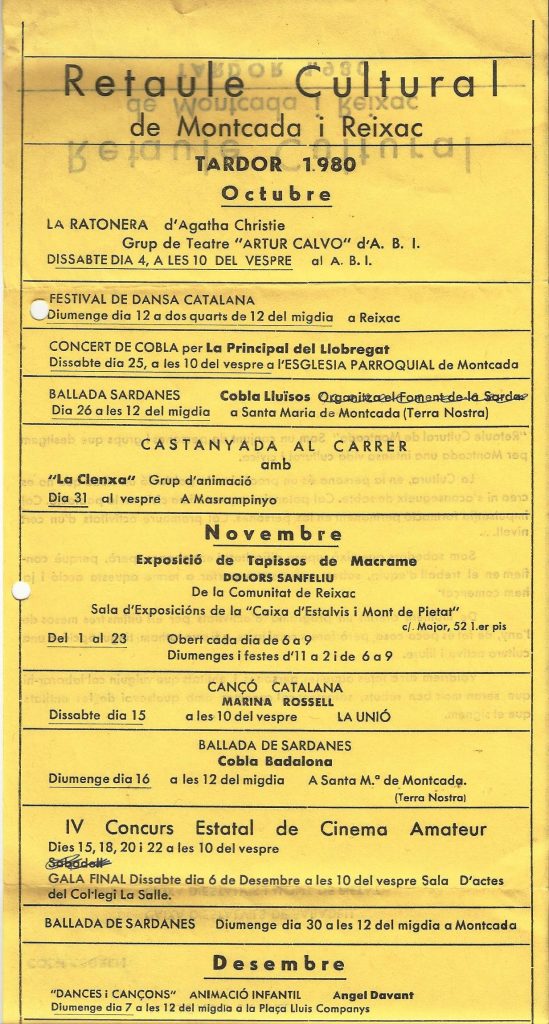 Retaule Cultural
de Montcada i Reixac
TARDOR 1.980
Octubre
LA RATONERA d'Agatha Christie
Grup de Teatre "ARTUR CALVO" d'A. B. I.
DISSABTE DIA 4, A LES 10 DEL VESPRE al A. B. I.
FESTIVAL DE DANSA CATALANA
Diumenge dia 12 a dos quarts de 12 del migdia a Reixac
CONCERT DE COBLA per La Principal del Llobregat
Dissabte dia 25, a les 10 del vespre a l'ESGLESIA PARROQUIAL de Montcada
BALLADA SARDANES Cobla Lluïsos Organitza el Foment de la Sarda
Dia 26 a les 12 del migdia a Santa Maria de Montcada (Terra Nostra)
CASTANYADA AL CARRER
amb
"La Clenxa" Grup d'animació
Dia 31 al vespre A Masrampinyo
Novembre
Exposició de Tapissos de Macrame
DOLORS SANFELIU
De la Comunitat de Reixac
Sala d'Exposicións de la "Caixa d'Estalvis i Mont de Pietat"
c/. Major, 52 1.er pis
Del 1 al 23 Obertcada dia de 6 a 9
Diumenges i festes d'11 a 2 i de 6 a 9
CANÇÓ CATALANA
MARINA ROSSELL
Dissabte dia 15 a les 10 del vespre LA UNIÓ
BALLADA DE SARDANES
Cobla Badalona
Diumenge dia 16 a les 12 del migdia A Santa M.ª de Montcada.
(Terra Nostra)
IV Concurs Estatal de Cinema Amateur
Dies 15, 18, 20 i 22 a les 10 del vespre
Sabadell
GALA FINAL Dissabte dia 6 de Desembre a les 10 del vespre Sala D'actes
del Col·legi La Salle.
BALLADA DE SARDANES Diumenge dia 30 a les 12 del migdia a Montcada
Desembre
"DANCES i CANÇONS" ANIMACIÓ INFANTIL Angel Davant
Diumenge dia 7 a les 12 del migdia a la Plaça Lluis Companys